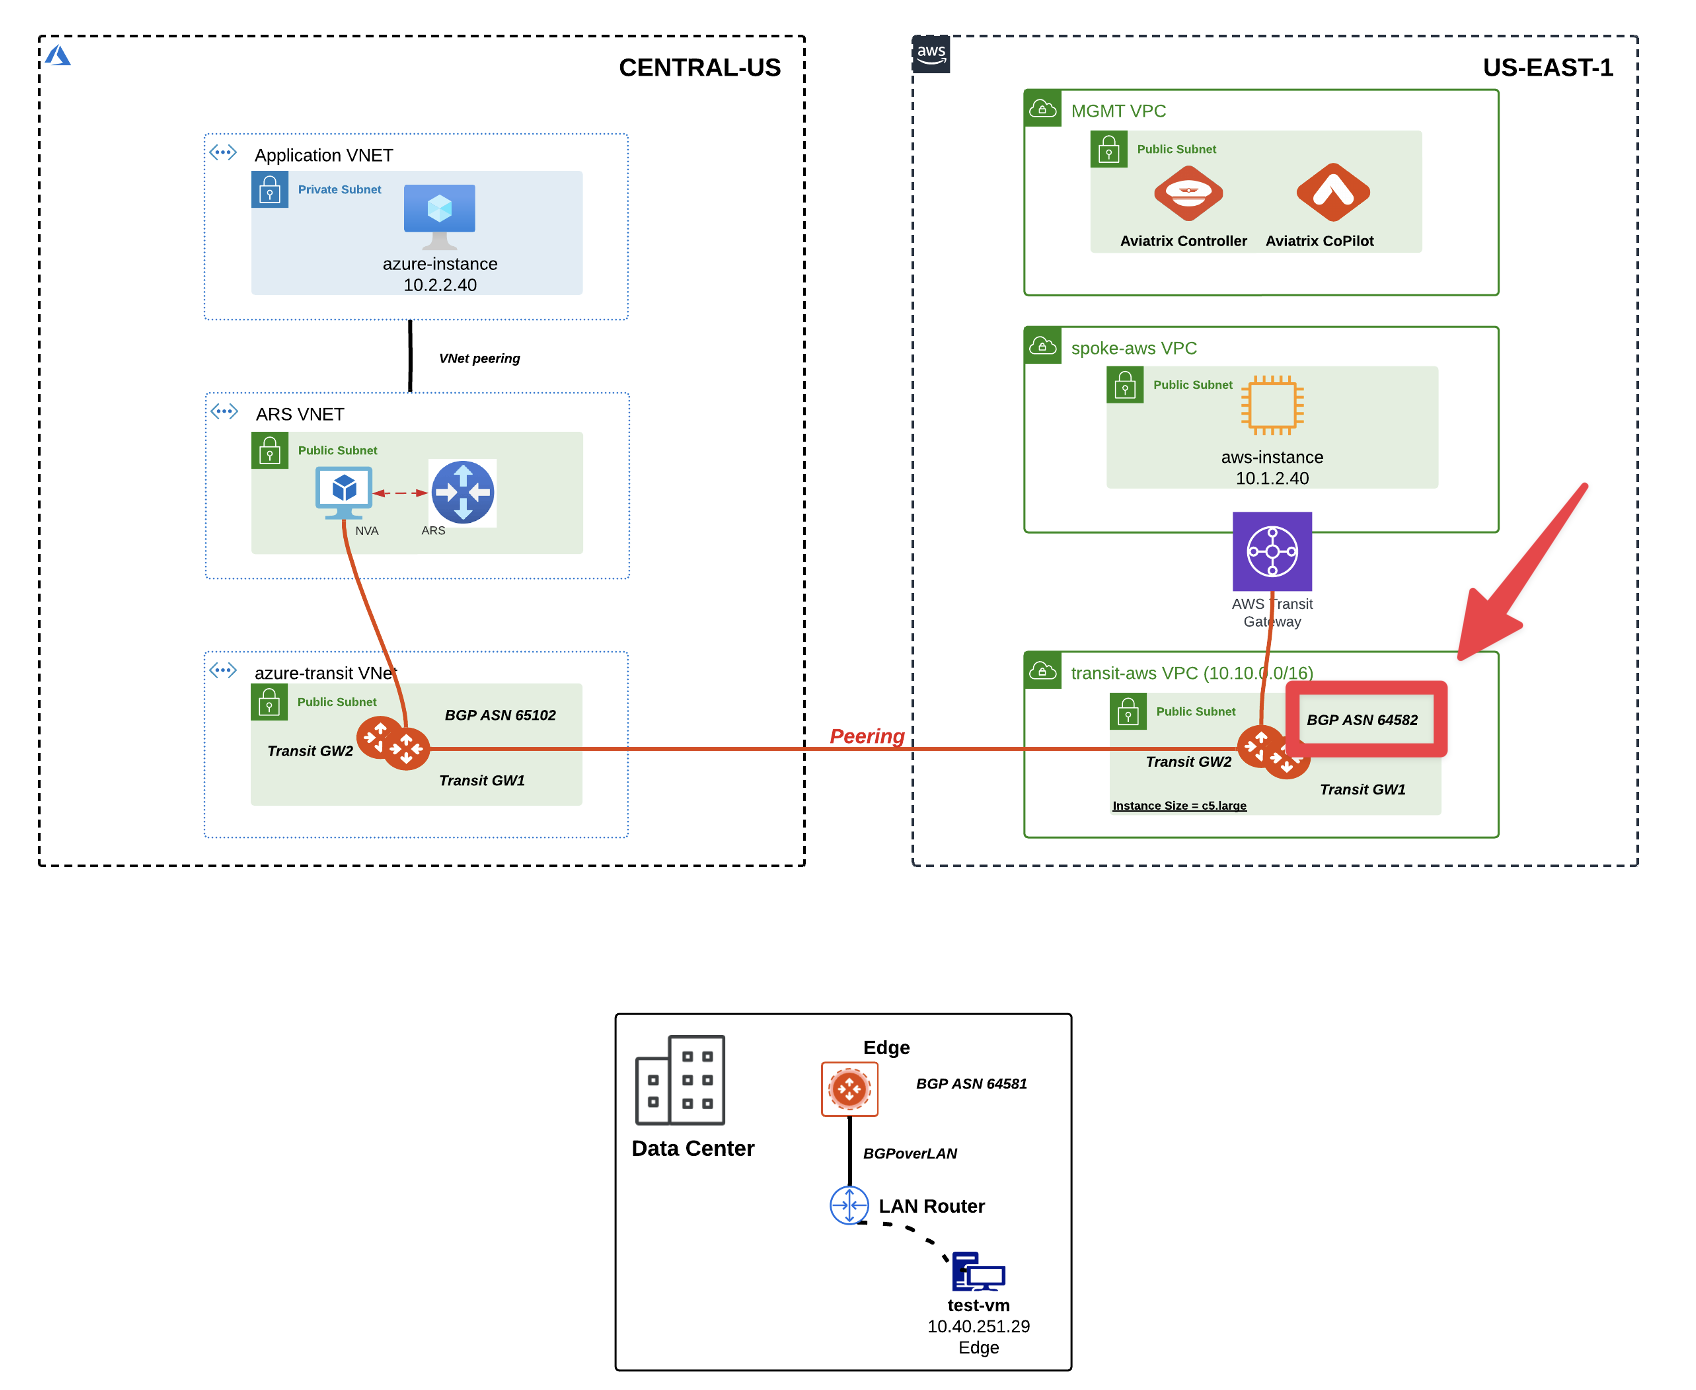 CENTRAL-US
Application VNET
Private Subnet
azure-instance
10.2.2.40
VNet peering
ARS VNET
Public Subnet
NVA
ARS
azure-transit VNet
Public Subnet
BGP ASN 65102
Transit GW2
Transit GW1
Peering
aws
US-EAST-1
MGMT VPC
Public Subnet
Aviatrix Controller
Aviatrix CoPilot
spoke-aws VPC
Public Subnet
aws-instance
10.1.2.40
AWS Transit
Gateway
transit-aws VPC (10.10.0.0/16)
Public Subnet
BGP ASN 64582
Transit GW2
Transit GW1
Instance Size = c5.large
Edge
BGP ASN 64581
Data Center
BGPoverLAN
LAN Router
test-vm
10.40.251.29
Edge